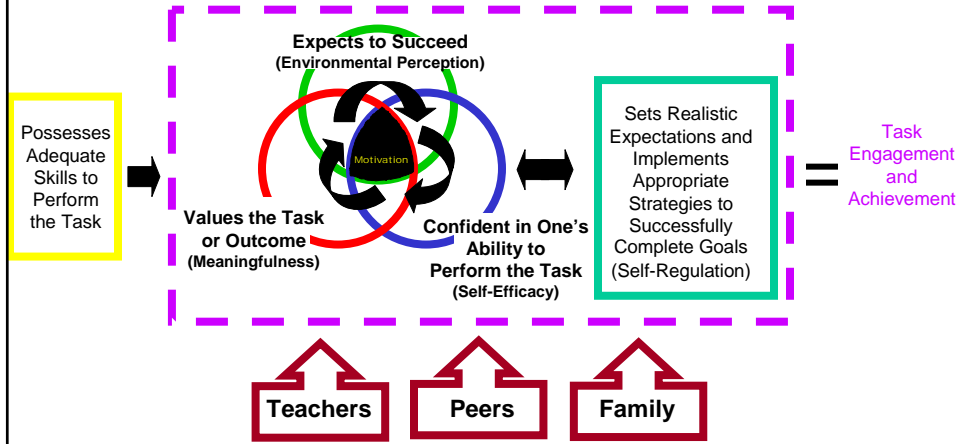 Expects to Succeed
(Environmental Perception)
Possesses
Adequate
Skills to
Perform
the Task
Motivation
Values the Task
or Outcome
(Meaningfulness)
Confident in One's
Ability to
Perform the Task
(Self-Efficacy)
Sets Realistic
Expectations and
Implements
Appropriate
Strategies to
Successfully
Complete Goals
(Self-Regulation)
=
Task
Engagement
and
Achievement
Teachers
Peers
Family